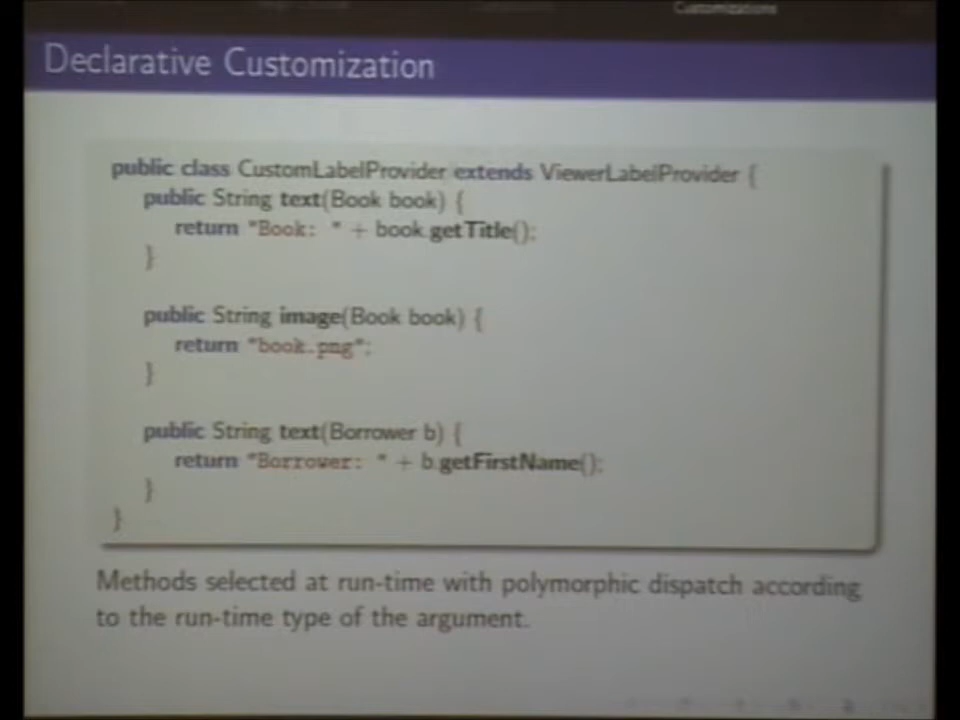 Customizations
Declarative Customization
public class CustomLabelProvider extends ViewerLabelProvider {
public String text(Book book) {
return "Book: " + book.getTitle();
}
public String image(Book book) {
return "book.png";
}
public String text(Borrower b) {
return "Borrower: " + b.getFirstName();
}
}
Methods selected at run-time with polymorphic dispatch according
to the run-time type of the argument.